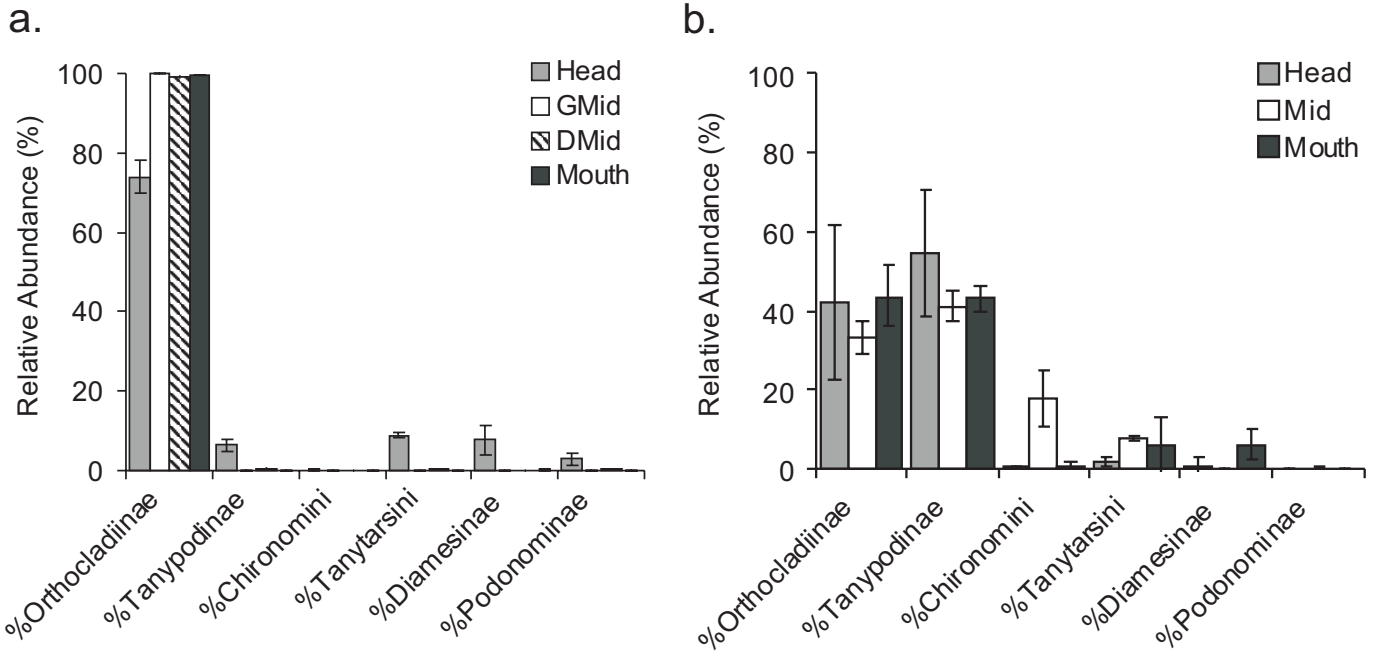 a.
Relative Abundance (%)
100
80
60
40
20
0
Head
GMid
DMid
Mouth
%Orthocladiinae
%Tanypodinae
%Chironomini
%Tanytarsini
%Diamesinae
%Podonominae
b.
Relative Abundance (%)
100
80
60
40
20
0
Head
Mid
Mouth
%Orthocladiinae
%Tanypodinae
%Chironomini
%Tanytarsini
%Diamesinae
%Podonominae